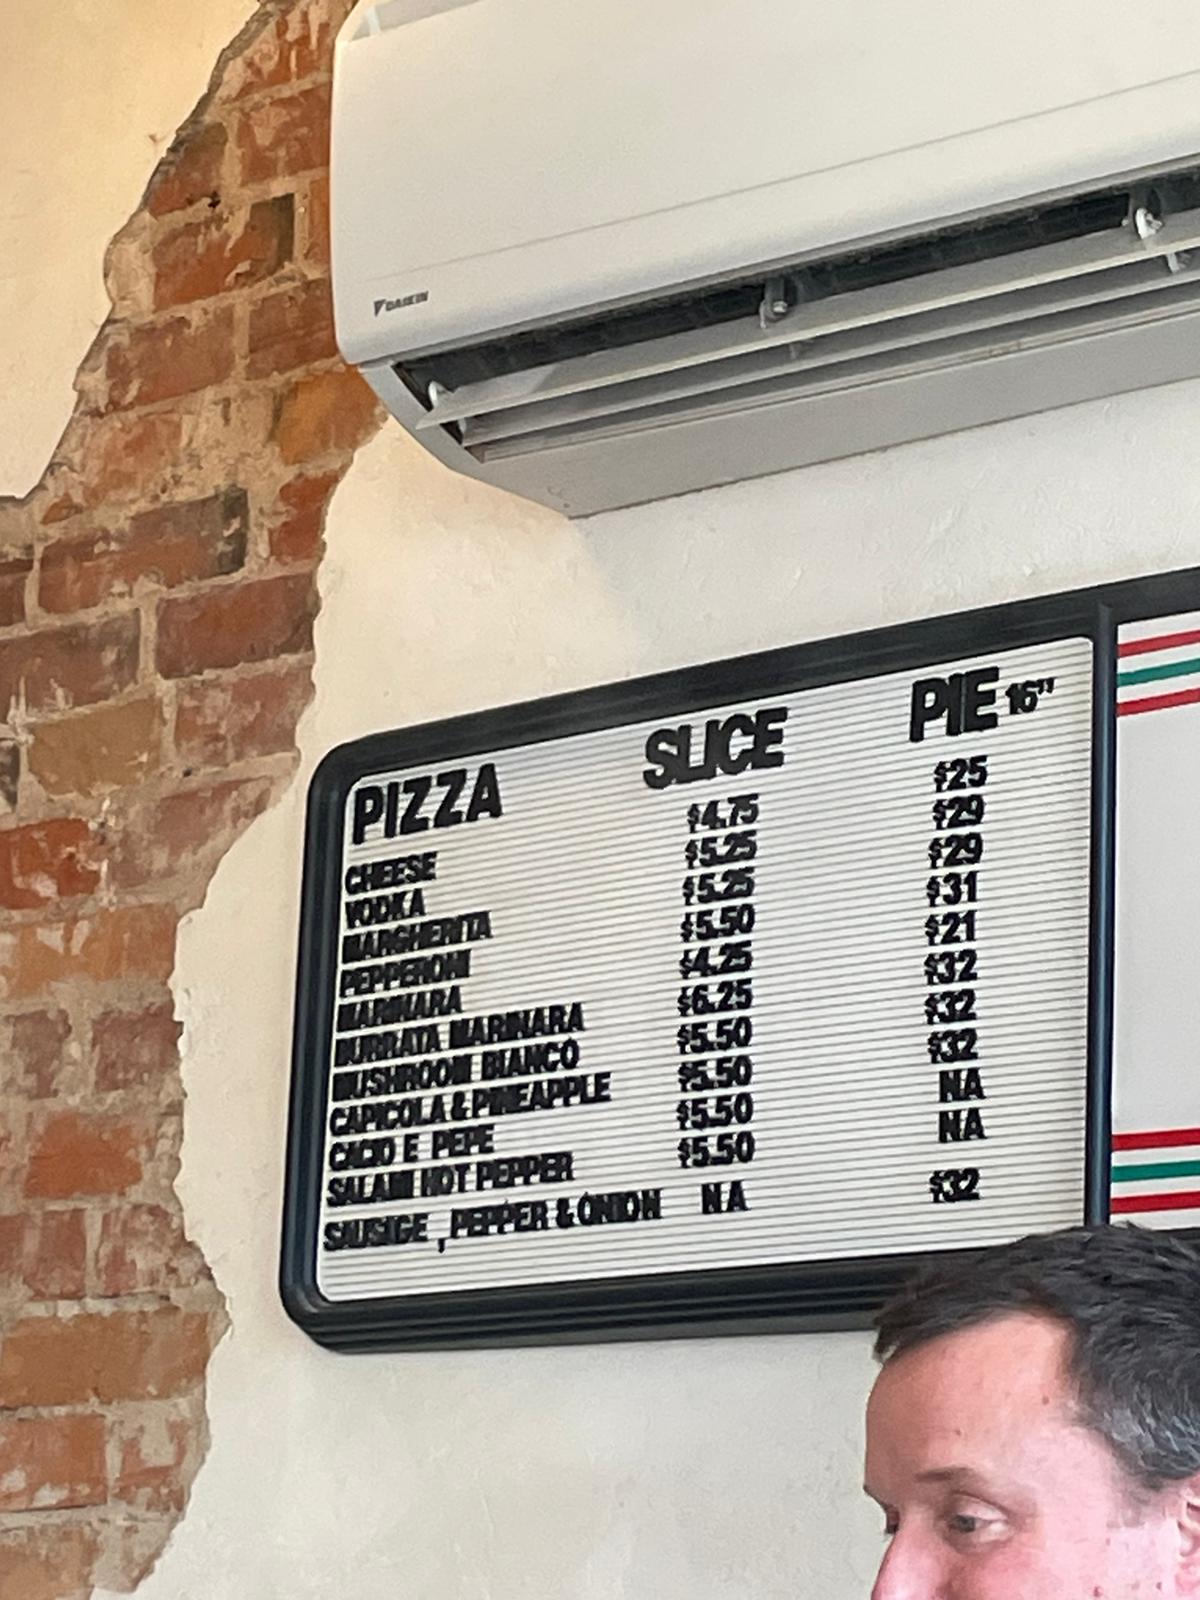 DAIKIN
PIZZA SLICE PIE 16"
CHEESE $4.75 $25
VODKA $5.25 $29
MARGHERITA $5.25 $29
PEPPERONI $5.50 $31
MARINARA $4.25 $21
BURRATA MARINARA $6.25 $32
MUSHROOM BIANCO $5.50 $32
CAPICOLA & PINEAPPLE $5.50 $32
CACIO E PEPE $5.50 NA
SALAMI HOT PEPPER $5.50 NA
SAUSAGE , PEPPER & ONION NA $32